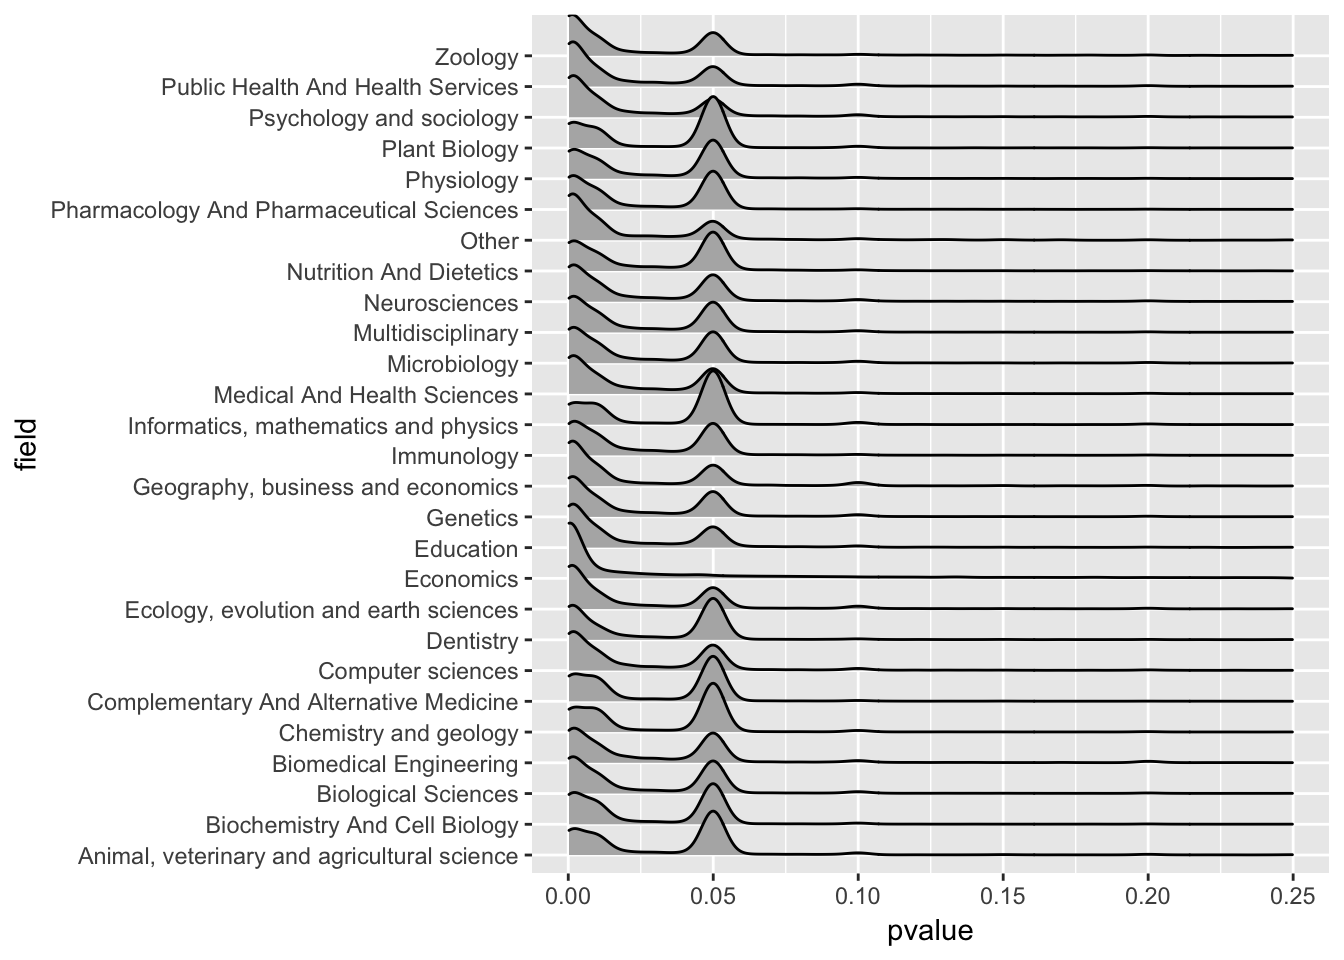 Zoology
Public Health And Health Services
Psychology and sociology
Plant Biology
Physiology
Pharmacology And Pharmaceutical Sciences
Other
Nutrition And Dietetics
Neurosciences
Multidisciplinary
Microbiology
Medical And Health Sciences
Informatics, mathematics and physics
Immunology
Geography, business and economics
Genetics
Education
Economics
Ecology, evolution and earth sciences
Dentistry
Computer sciences
Complementary And Alternative Medicine
Chemistry and geology
Biomedical Engineering
Biological Sciences
Biochemistry And Cell Biology
Animal, veterinary and agricultural science
field
0.00 0.05 0.10 0.15 0.20 0.25
pvalue